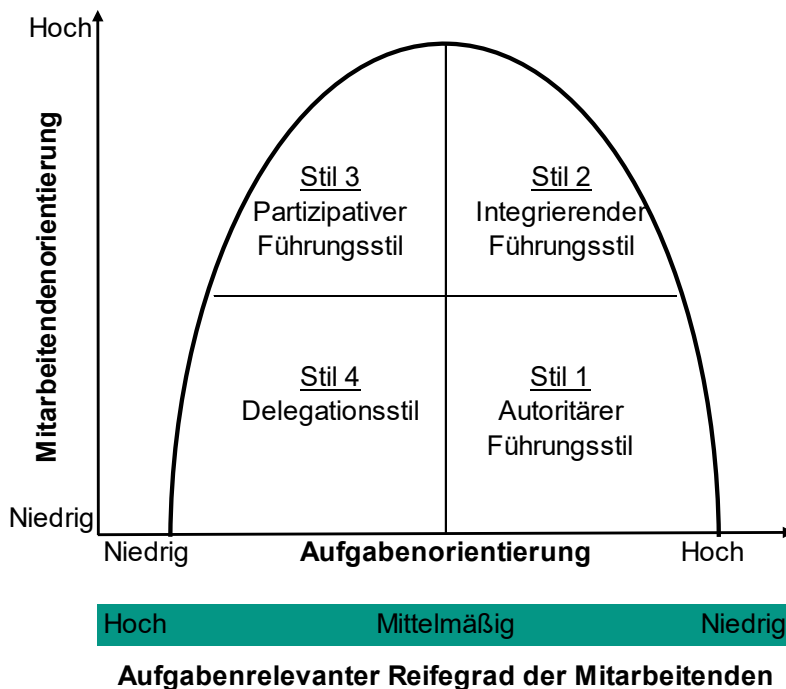 Hoch
Mitarbeitendenorientierung
Stil 3
Partizipativer
Führungsstil
Stil 2
Integrierender
Führungsstil
Stil 4
Delegationsstil
Stil 1
Autoritärer
Führungsstil
Niedrig
Niedrig
Aufgabenorientierung
Hoch
Hoch
Mittelmäßig
Niedrig
Aufgabenrelevanter Reifegrad der Mitarbeitenden